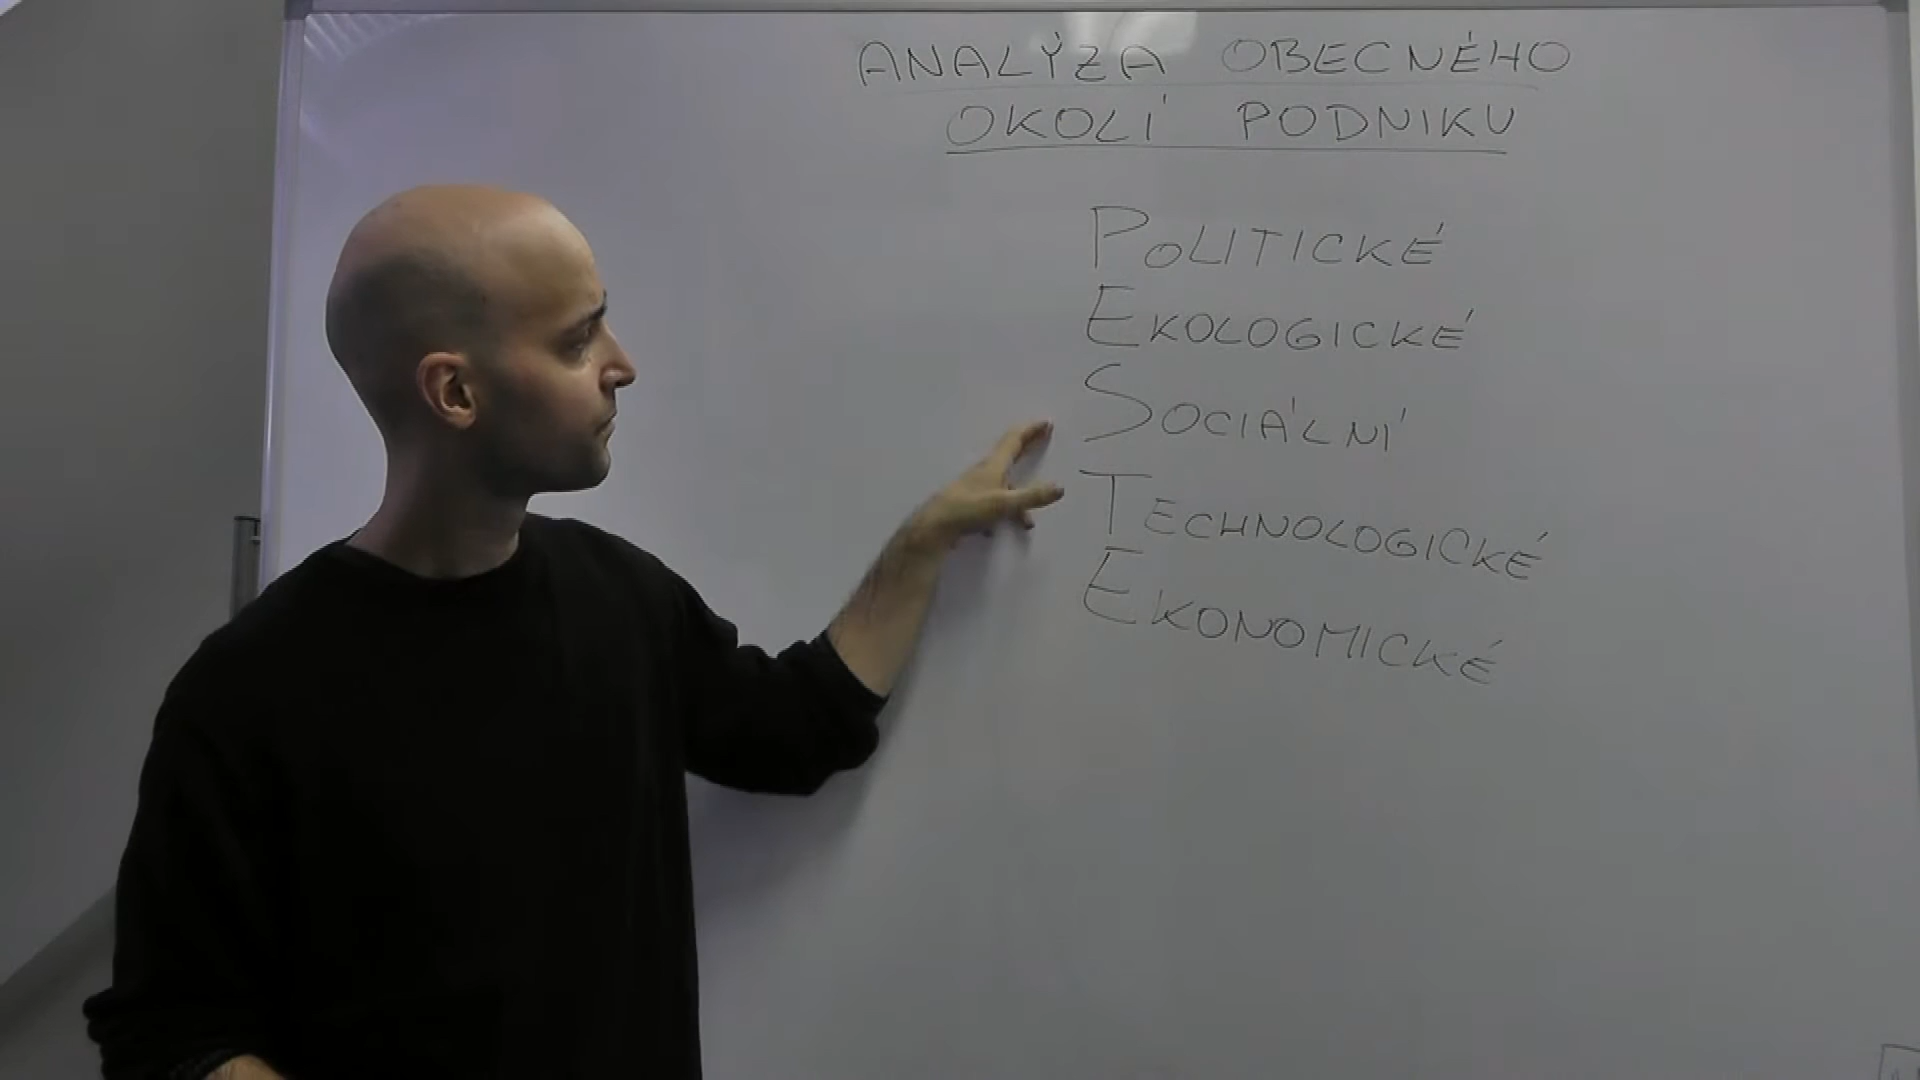 ANALÝZA OBECNÉHO
OKOLÍ PODNIKU
POLITICKÉ
EKOLOGICKÉ
SOCIÁLNÍ
TECHNOLOGICKÉ
EKONOMICKÉ